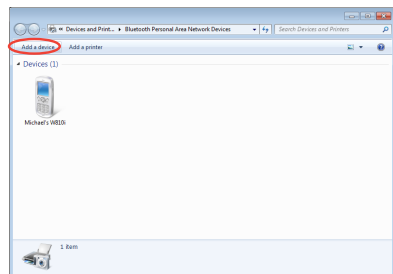 « Devices and Print... ▸ Bluetooth Personal Area Network Devices
Search Devices and Printers
Add a device Add a printer
Devices (1)
Michael's W810i
1 item